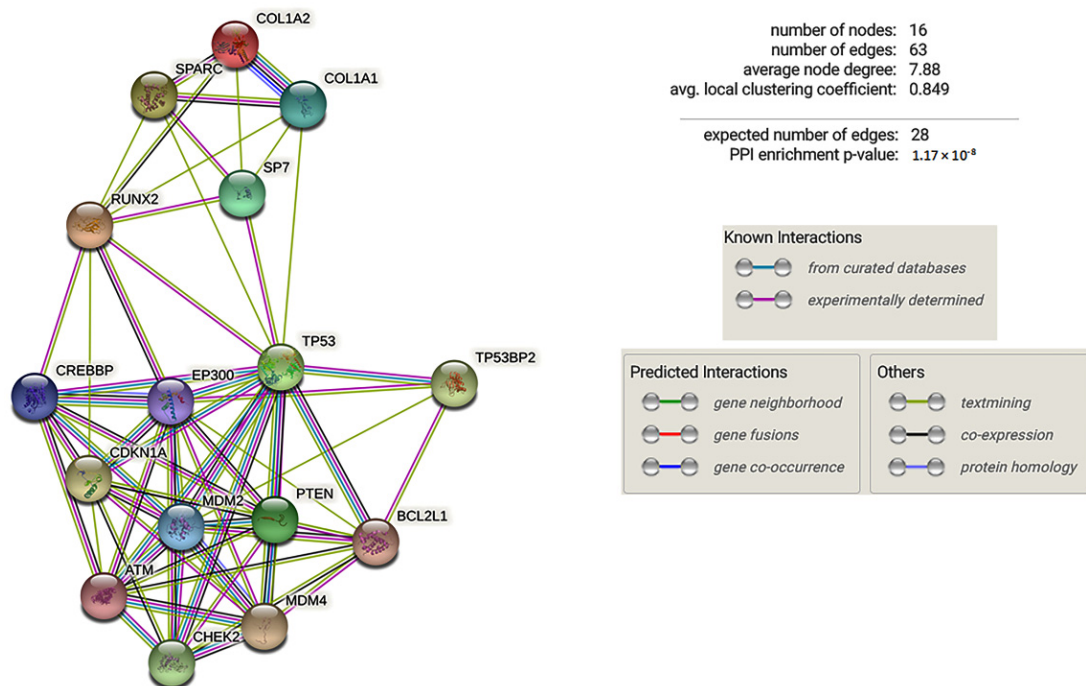 COL1A2
SPARC
COL1A1
SP7
RUNX2
TP53
TP53BP2
CREBBP
EP300
CDKN1A
MDM2
PTEN
BCL2L1
ATM
MDM4
CHEK2
number of nodes: 16
number of edges: 63
average node degree: 7.88
avg. local clustering coefficient: 0.849
expected number of edges: 28
PPI enrichment p-value: 1.17 × 10⁻⁸
Known Interactions
from curated databases
experimentally determined
Predicted Interactions
gene neighborhood
gene fusions
gene co-occurrence
Others
textmining
co-expression
protein homology